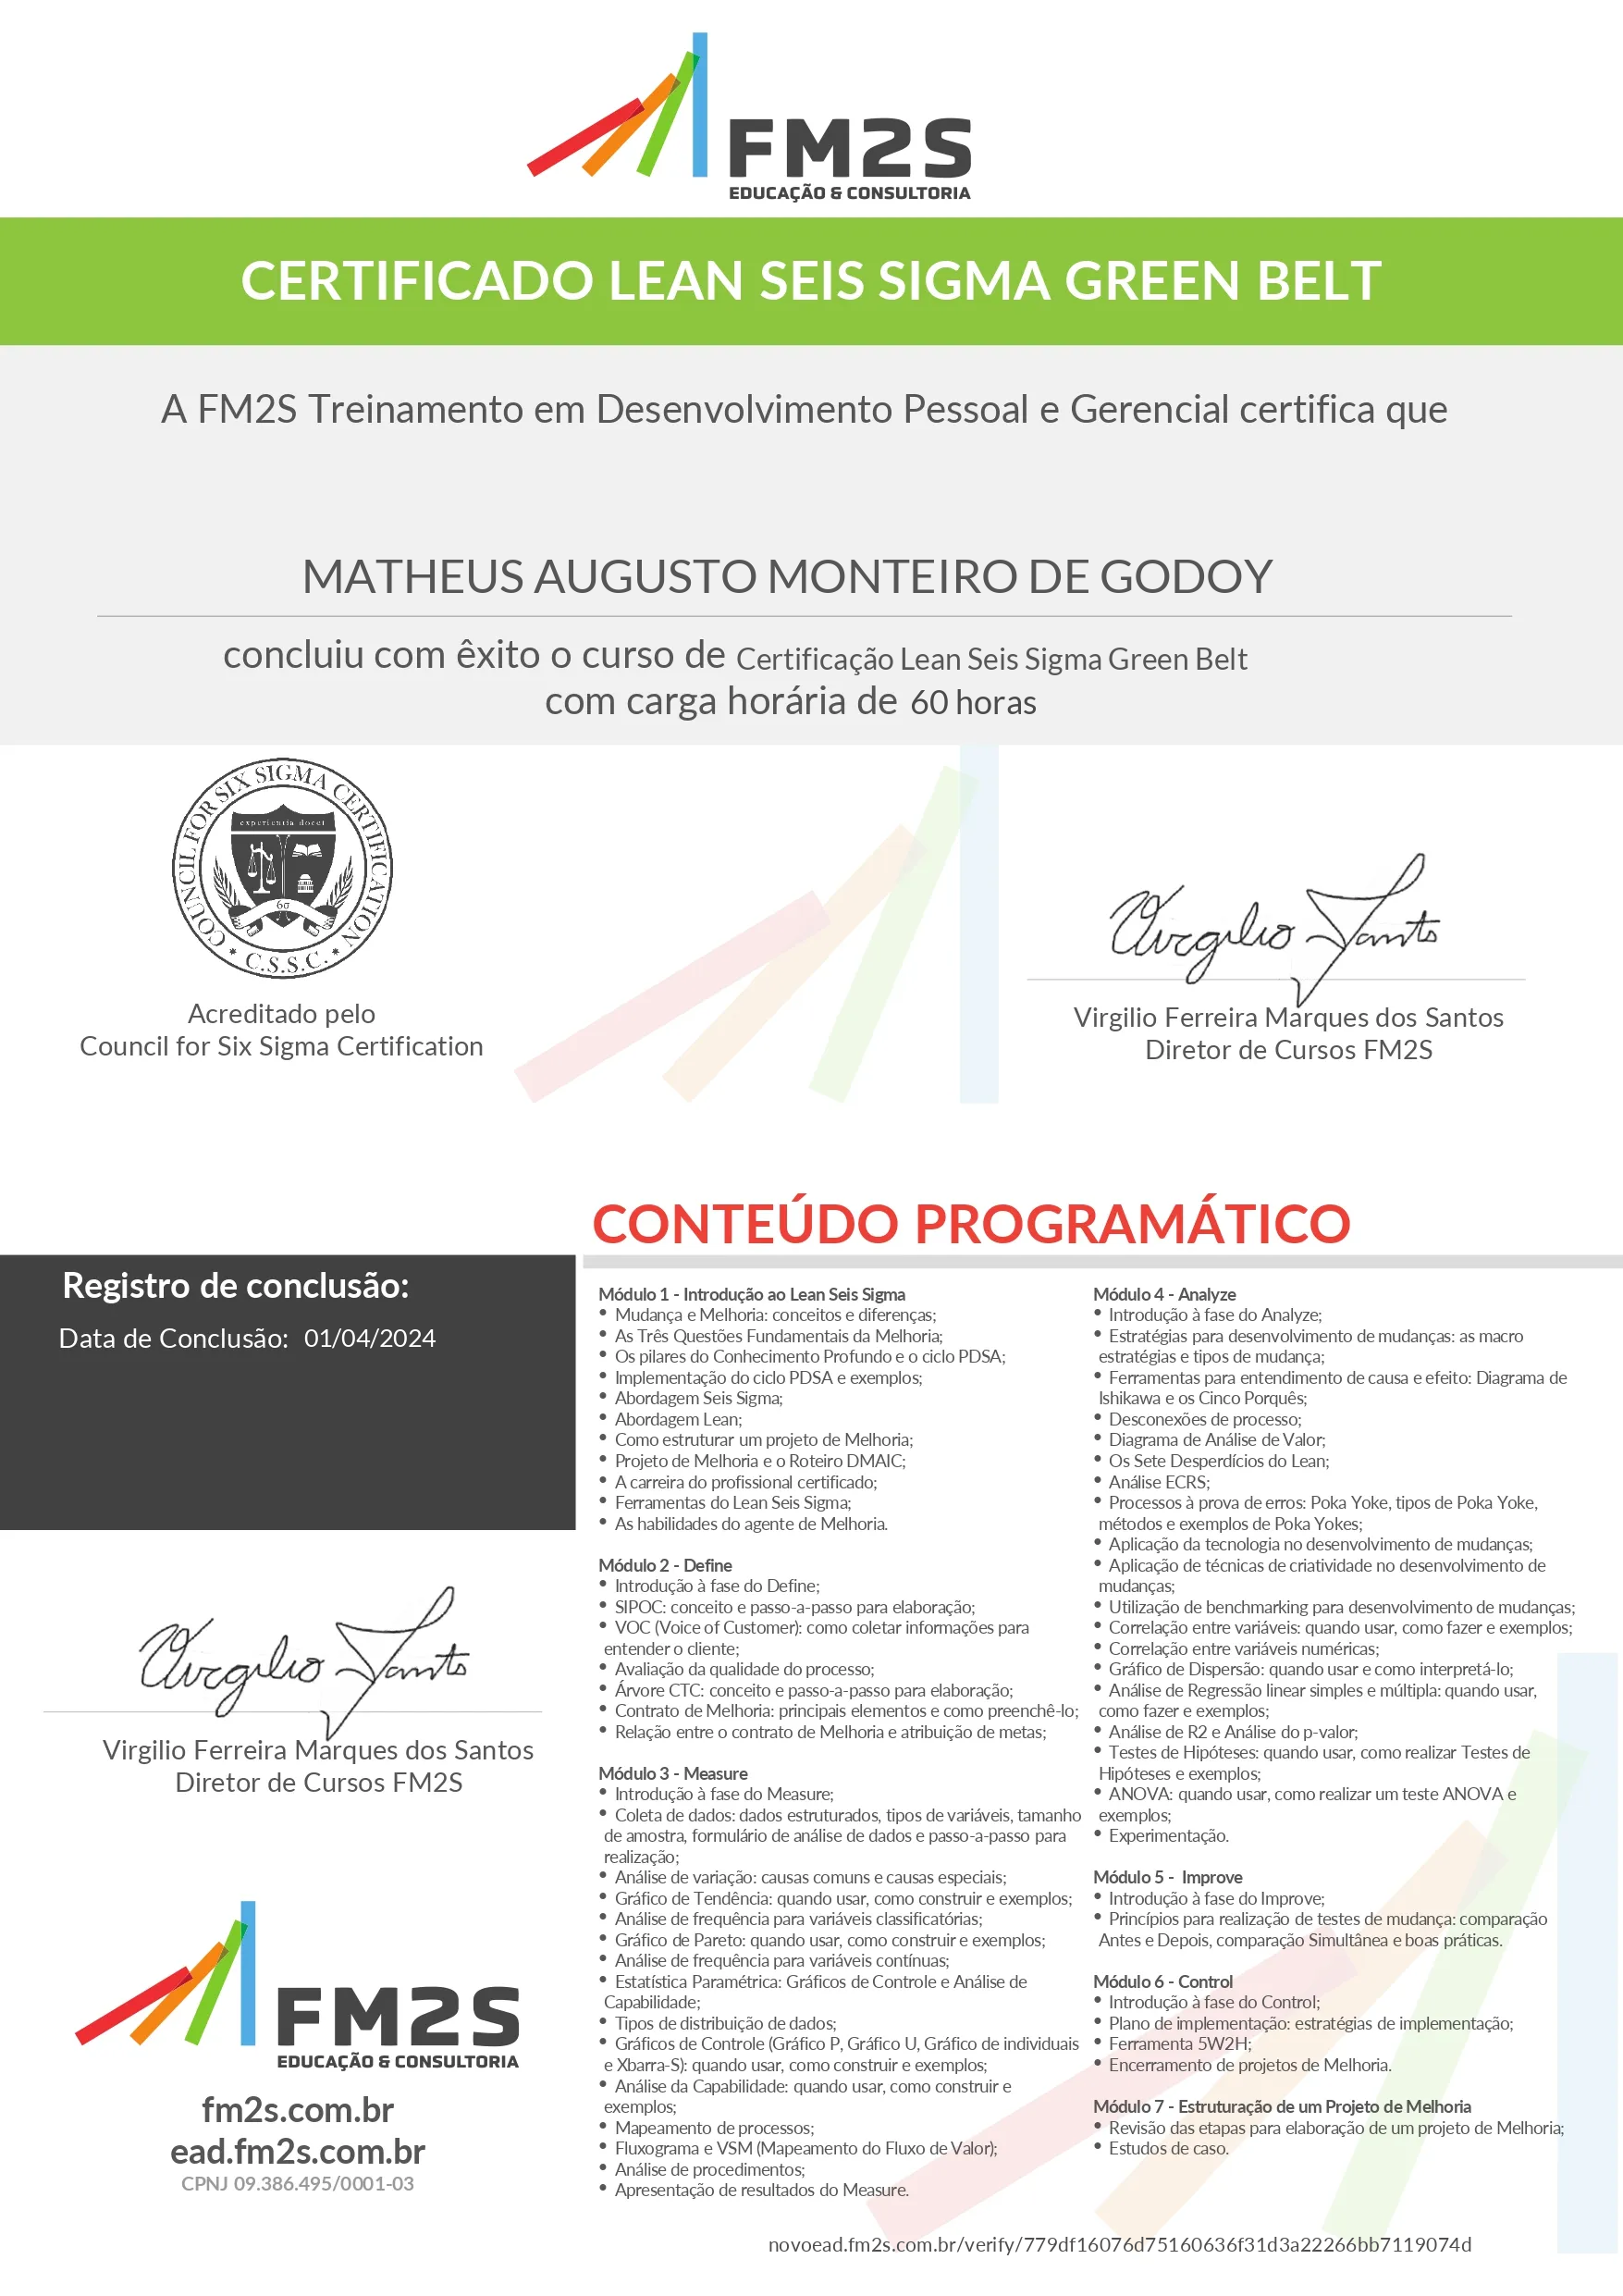 FM2S
EDUCAÇÃO & CONSULTORIA
CERTIFICADO LEAN SEIS SIGMA GREEN BELT
A FM2S Treinamento em Desenvolvimento Pessoal e Gerencial certifica que
MATHEUS AUGUSTO MONTEIRO DE GODOY
concluiu com êxito o curso de Certificação Lean Seis Sigma Green Belt
com carga horária de 60 horas
COUNCIL FOR SIX SIGMA CERTIFICATION
experientia docet
6σ
* C.S.S.C. *
Acreditado pelo
Council for Six Sigma Certification
Virgilio Santos
Virgilio Ferreira Marques dos Santos
Diretor de Cursos FM2S
CONTEÚDO PROGRAMÁTICO
Registro de conclusão:
Data de Conclusão: 01/04/2024
Virgilio Santos
Virgilio Ferreira Marques dos Santos
Diretor de Cursos FM2S
FM2S
EDUCAÇÃO & CONSULTORIA
fm2s.com.br
ead.fm2s.com.br
CPNJ 09.386.495/0001-03
Módulo 1 - Introdução ao Lean Seis Sigma
• Mudança e Melhoria: conceitos e diferenças;
• As Três Questões Fundamentais da Melhoria;
• Os pilares do Conhecimento Profundo e o ciclo PDSA;
• Implementação do ciclo PDSA e exemplos;
• Abordagem Seis Sigma;
• Abordagem Lean;
• Como estruturar um projeto de Melhoria;
• Projeto de Melhoria e o Roteiro DMAIC;
• A carreira do profissional certificado;
• Ferramentas do Lean Seis Sigma;
• As habilidades do agente de Melhoria.
Módulo 2 - Define
• Introdução à fase do Define;
• SIPOC: conceito e passo-a-passo para elaboração;
• VOC (Voice of Customer): como coletar informações para
entender o cliente;
• Avaliação da qualidade do processo;
• Árvore CTC: conceito e passo-a-passo para elaboração;
• Contrato de Melhoria: principais elementos e como preenchê-lo;
• Relação entre o contrato de Melhoria e atribuição de metas;
Módulo 3 - Measure
• Introdução à fase do Measure;
• Coleta de dados: dados estruturados, tipos de variáveis, tamanho
de amostra, formulário de análise de dados e passo-a-passo para
realização;
• Análise de variação: causas comuns e causas especiais;
• Gráfico de Tendência: quando usar, como construir e exemplos;
• Análise de frequência para variáveis classificatórias;
• Gráfico de Pareto: quando usar, como construir e exemplos;
• Análise de frequência para variáveis contínuas;
• Estatística Paramétrica: Gráficos de Controle e Análise de
Capabilidade;
• Tipos de distribuição de dados;
• Gráficos de Controle (Gráfico P, Gráfico U, Gráfico de individuais
e Xbarra-S): quando usar, como construir e exemplos;
• Análise da Capabilidade: quando usar, como construir e
exemplos;
• Mapeamento de processos;
• Fluxograma e VSM (Mapeamento do Fluxo de Valor);
• Análise de procedimentos;
• Apresentação de resultados do Measure.
Módulo 4 - Analyze
• Introdução à fase do Analyze;
• Estratégias para desenvolvimento de mudanças: as macro
estratégias e tipos de mudança;
• Ferramentas para entendimento de causa e efeito: Diagrama de
Ishikawa e os Cinco Porquês;
• Desconexões de processo;
• Diagrama de Análise de Valor;
• Os Sete Desperdícios do Lean;
• Análise ECRS;
• Processos à prova de erros: Poka Yoke, tipos de Poka Yoke,
métodos e exemplos de Poka Yokes;
• Aplicação da tecnologia no desenvolvimento de mudanças;
• Aplicação de técnicas de criatividade no desenvolvimento de
mudanças;
• Utilização de benchmarking para desenvolvimento de mudanças;
• Correlação entre variáveis: quando usar, como fazer e exemplos;
• Correlação entre variáveis numéricas;
• Gráfico de Dispersão: quando usar e como interpretá-lo;
• Análise de Regressão linear simples e múltipla: quando usar,
como fazer e exemplos;
• Análise de R2 e Análise do p-valor;
• Testes de Hipóteses: quando usar, como realizar Testes de
Hipóteses e exemplos;
• ANOVA: quando usar, como realizar um teste ANOVA e
exemplos;
• Experimentação.
Módulo 5 - Improve
• Introdução à fase do Improve;
• Princípios para realização de testes de mudança: comparação
Antes e Depois, comparação Simultânea e boas práticas.
Módulo 6 - Control
• Introdução à fase do Control;
• Plano de implementação: estratégias de implementação;
• Ferramenta 5W2H;
• Encerramento de projetos de Melhoria.
Módulo 7 - Estruturação de um Projeto de Melhoria
• Revisão das etapas para elaboração de um projeto de Melhoria;
• Estudos de caso.
novoead.fm2s.com.br/verify/779df16076d75160636f31d3a22266bb7119074d